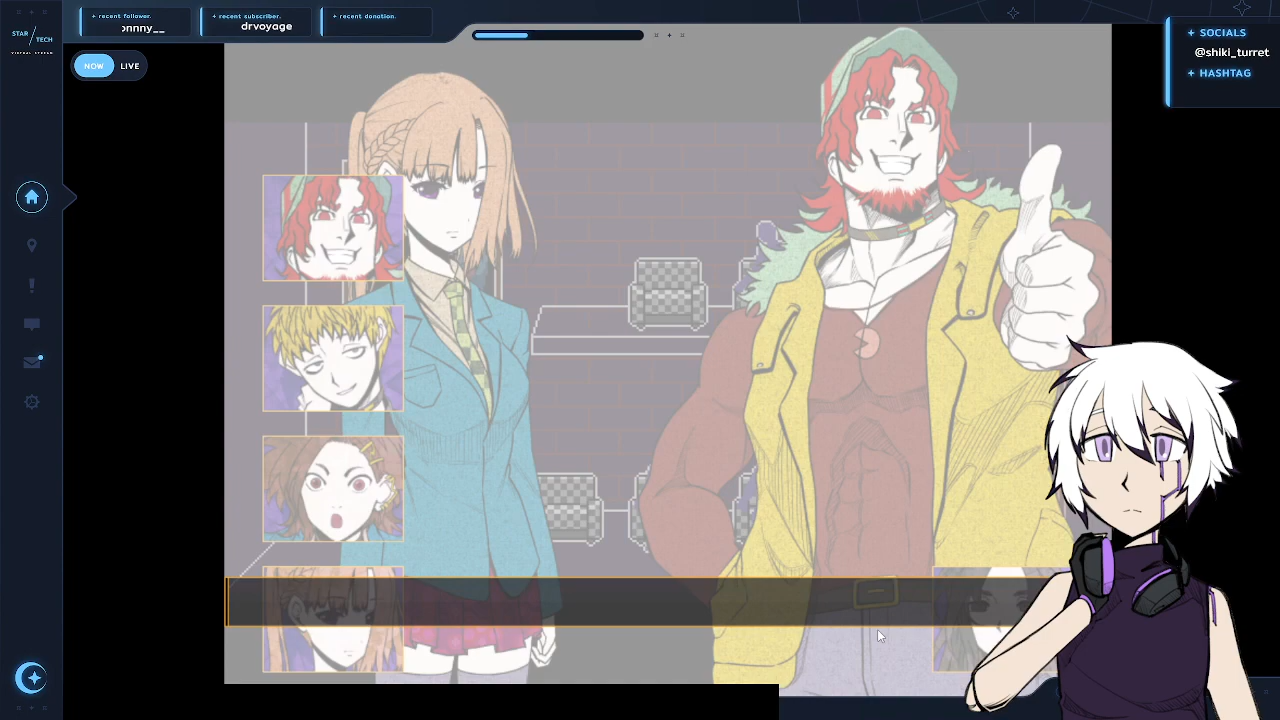 STAR / TECH
+ recent follower.
onnny__
+ recent subscriber.
drvoyage
+ recent donation.
NOW
LIVE
+ SOCIALS
@shiki_turret
+ HASHTAG